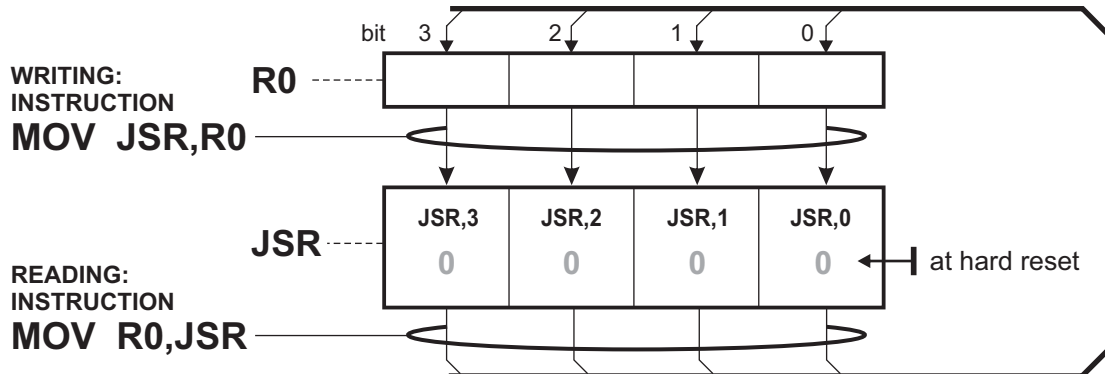 bit 3 2 1 0
WRITING:
INSTRUCTION
MOV JSR,R0
R0
JSR,3 JSR,2 JSR,1 JSR,0
JSR
0 0 0 0
at hard reset
READING:
INSTRUCTION
MOV R0,JSR